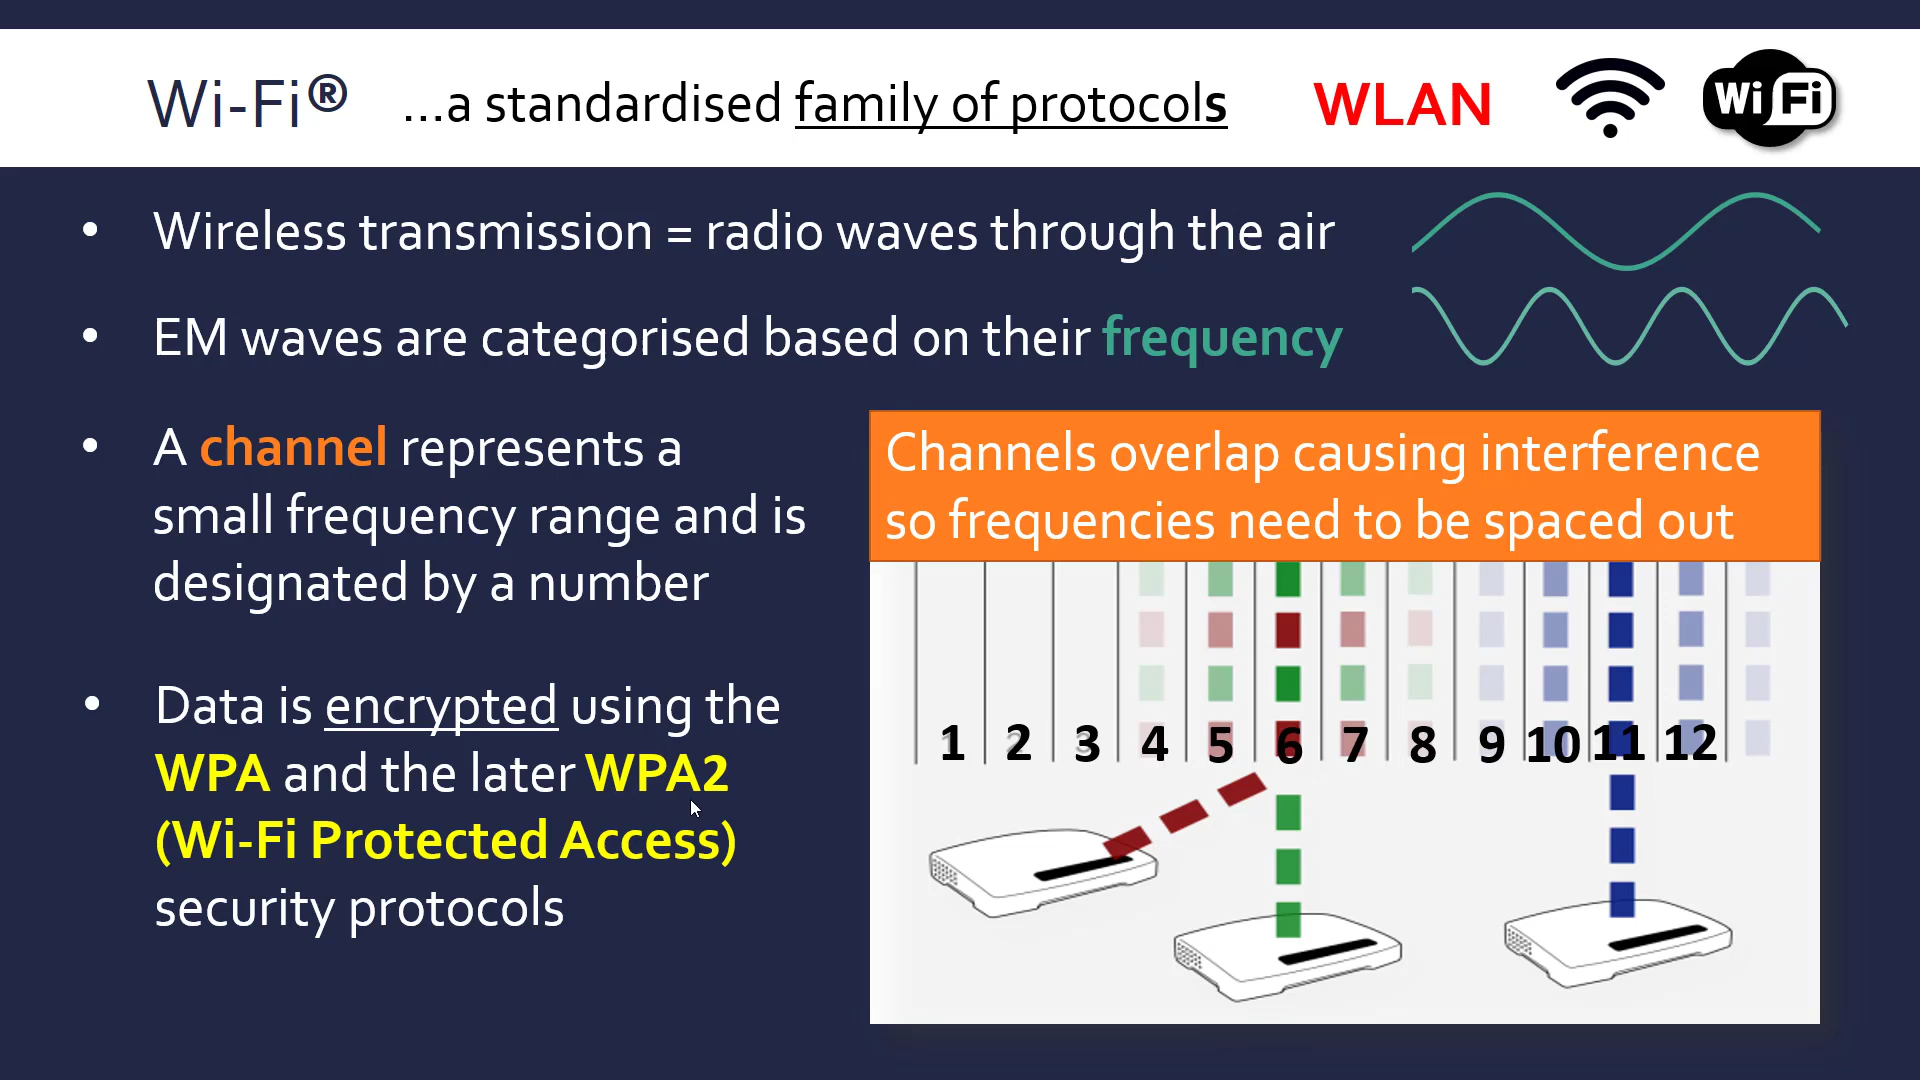 Wi-Fi® ...a standardised family of protocols WLAN Wi Fi
• Wireless transmission = radio waves through the air
• EM waves are categorised based on their frequency
• A channel represents a
small frequency range and is
designated by a number
• Data is encrypted using the
WPA and the later WPA2
(Wi-Fi Protected Access)
security protocols
Channels overlap causing interference
so frequencies need to be spaced out
1 2 3 4 5 6 7 8 9 10 11 12